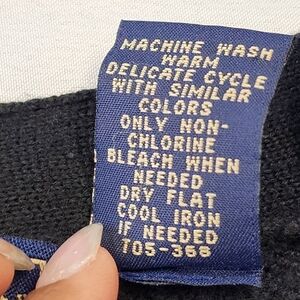 MACHINE WASH
WARM
DELICATE CYCLE
WITH SIMILAR
COLORS
ONLY NON-
CHLORINE
BLEACH WHEN
NEEDED
DRY FLAT
COOL IRON
IF NEEDED
T05-358